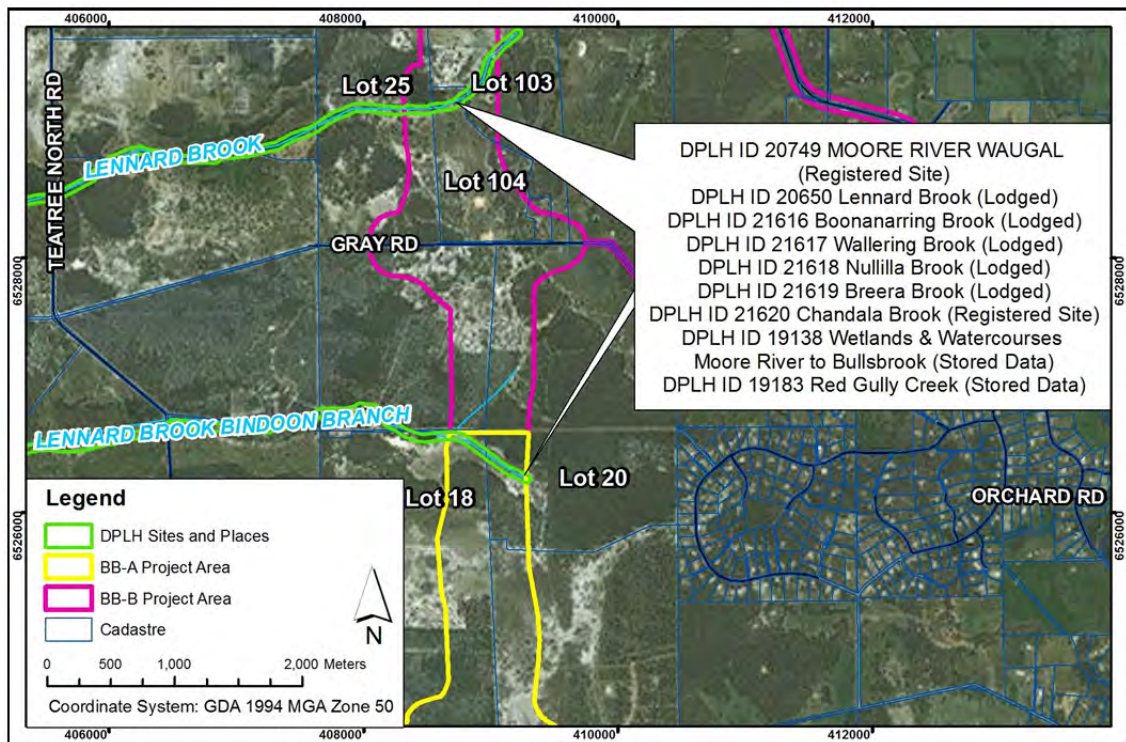 406000 408000 410000 412000
TEATREE NORTH RD
Lot 25
Lot 103
LENNARD BROOK
Lot 104
GRAY RD
DPLH ID 20749 MOORE RIVER WAUGAL
(Registered Site)
DPLH ID 20650 Lennard Brook (Lodged)
DPLH ID 21616 Boonanarring Brook (Lodged)
DPLH ID 21617 Wallering Brook (Lodged)
DPLH ID 21618 Nullilla Brook (Lodged)
DPLH ID 21619 Breera Brook (Lodged)
DPLH ID 21620 Chandala Brook (Registered Site)
DPLH ID 19138 Wetlands & Watercourses
Moore River to Bullsbrook (Stored Data)
DPLH ID 19183 Red Gully Creek (Stored Data)
6528000
6528000
LENNARD BROOK BINDOON BRANCH
Lot 18
Lot 20
ORCHARD RD
6526000
6526000
Legend
DPLH Sites and Places
BB-A Project Area
BB-B Project Area
Cadastre
N
0 500 1,000 2,000 Meters
Coordinate System: GDA 1994 MGA Zone 50
406000 408000 410000 412000